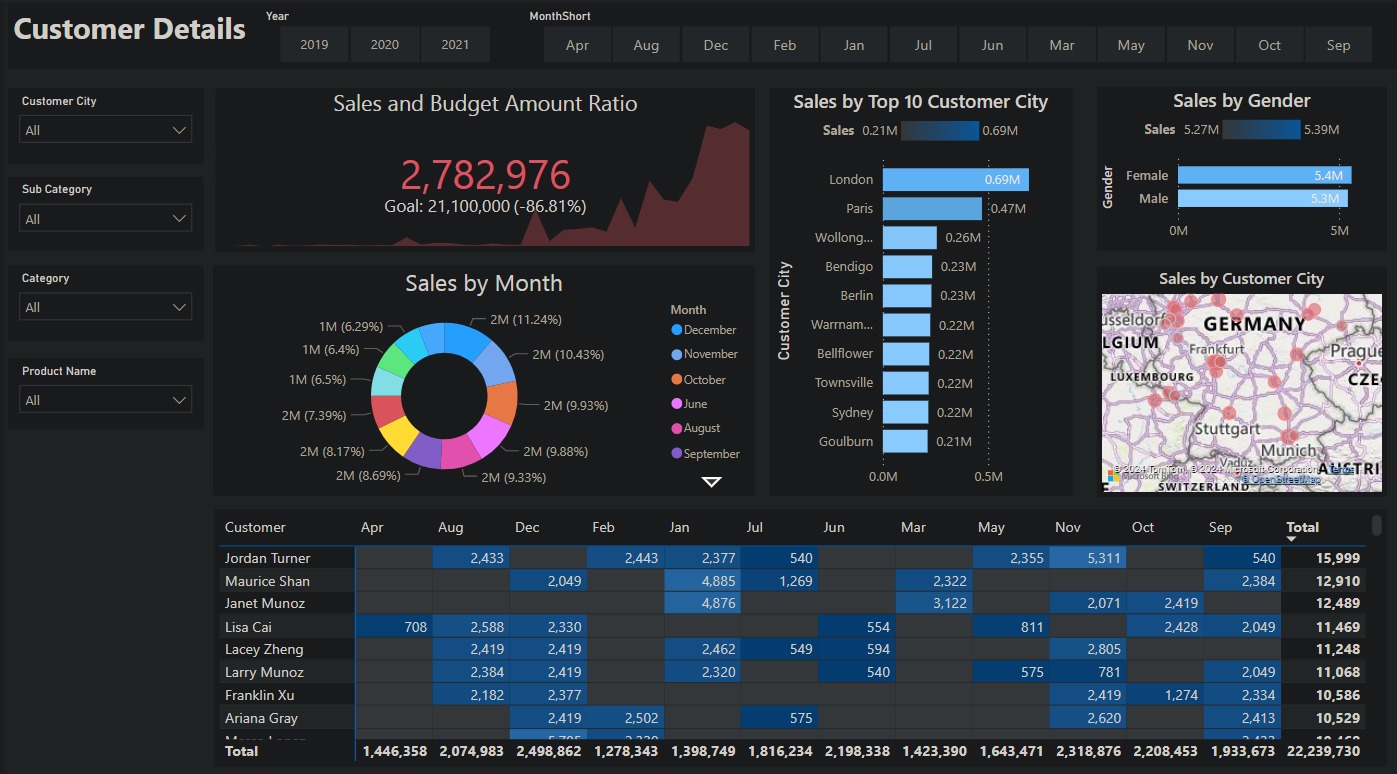 Customer Details
Year
2019 2020 2021
MonthShort
Apr Aug Dec Feb Jan Jul Jun Mar May Nov Oct Sep
Customer City
All
Sub Category
All
Category
All
Product Name
All
Sales and Budget Amount Ratio
2,782,976
Goal: 21,100,000 (-86.81%)
Sales by Month
2M (11.24%)
2M (10.43%)
2M (9.93%)
2M (9.88%)
2M (9.33%)
2M (8.69%)
2M (8.17%)
2M (7.39%)
1M (6.5%)
1M (6.4%)
1M (6.29%)
Month
December
November
October
June
August
September
Sales by Top 10 Customer City
Sales 0.21M 0.69M
Customer City
London 0.69M
Paris 0.47M
Wollong... 0.26M
Bendigo 0.23M
Berlin 0.23M
Warrnam... 0.22M
Bellflower 0.22M
Townsville 0.22M
Sydney 0.22M
Goulburn 0.21M
0.0M 0.5M
Sales by Gender
Sales 5.27M 5.39M
Gender
Female 5.4M
Male 5.3M
0M 5M
Sales by Customer City
GERMANY
LGIUM
Frankfurt
Prague
LUXEMBOURG
CZE
Stuttgart
Munich
AUSTRI
SWITZERLAND
© 2024 TomTom, © 2024 Microsoft Corporation, Terms
© OpenStreetMap
Customer Apr Aug Dec Feb Jan Jul Jun Mar May Nov Oct Sep Total
Jordan Turner 2,433 2,443 2,377 540 2,355 5,311 540 15,999
Maurice Shan 2,049 4,885 1,269 2,322 2,384 12,910
Janet Munoz 4,876 3,122 2,071 2,419 12,489
Lisa Cai 708 2,588 2,330 554 811 2,428 2,049 11,469
Lacey Zheng 2,419 2,419 2,462 549 594 2,805 11,248
Larry Munoz 2,384 2,419 2,320 540 575 781 2,049 11,068
Franklin Xu 2,182 2,377 2,419 1,274 2,334 10,586
Ariana Gray 2,419 2,502 575 2,620 2,413 10,529
Total 1,446,358 2,074,983 2,498,862 1,278,343 1,398,749 1,816,234 2,198,338 1,423,390 1,643,471 2,318,876 2,208,453 1,933,673 22,239,730